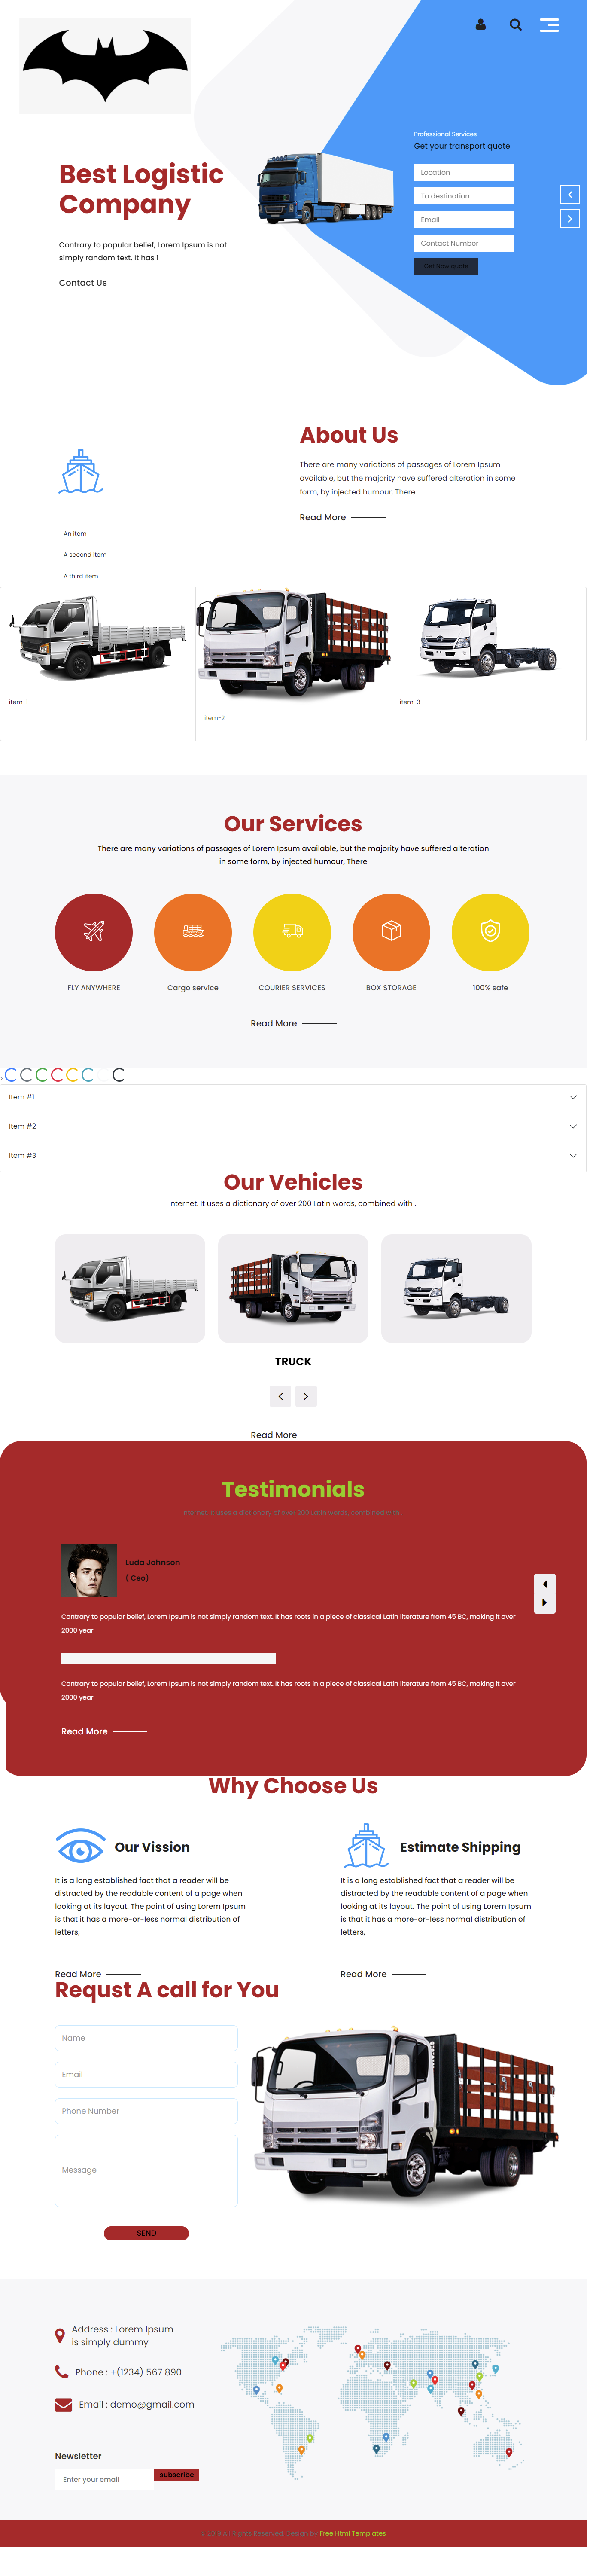 Best Logistic
Company
Contrary to popular belief, Lorem Ipsum is not
simply random text. It has i
Contact Us
Professional Services
Get your transport quote
Location
To destination
Email
Contact Number
About Us
There are many variations of passages of Lorem Ipsum
available, but the majority have suffered alteration in some
form, by injected humour, There
Read More
An item
A second item
A third item
item-1
item-2
item-3
Our Services
There are many variations of passages of Lorem Ipsum available, but the majority have suffered alteration
in some form, by injected humour, There
FLY ANYWHERE
Cargo service
COURIER SERVICES
BOX STORAGE
100% safe
Read More
Item #1
Item #2
Item #3
Our Vehicles
nternet. It uses a dictionary of over 200 Latin words, combined with .
TRUCK
Read More
Testimonials
nternet. It uses a dictionary of over 200 Latin words, combined with
Ludo Johnson
( Ceo)
Contrary to popular belief, Lorem Ipsum is not simply random text. It has roots in a piece of classical Latin literature from 45 BC, making it over
2000 year
Contrary to popular belief, Lorem Ipsum is not simply random text. It has roots in a piece of classical Latin literature from 45 BC, making it over
2000 year
Read More
Why Choose Us
Our Vission
It is a long established fact that a reader will be
distracted by the readable content of a page when
looking at its layout. The point of using Lorem Ipsum
is that it has a more-or-less normal distribution of
letters,
Read More
Estimate Shipping
It is a long established fact that a reader will be
distracted by the readable content of a page when
looking at its layout. The point of using Lorem Ipsum
is that it has a more-or-less normal distribution of
letters,
Read More
Requst A call for You
Name
Email
Phone Number
Message
SEND
Address : Lorem Ipsum
is simply dummy
Phone : +(1234) 567 890
Email : demo@gmail.com
Newsletter
Enter your email
subscribe
All Rights Reserved. Design by Free Html Templates